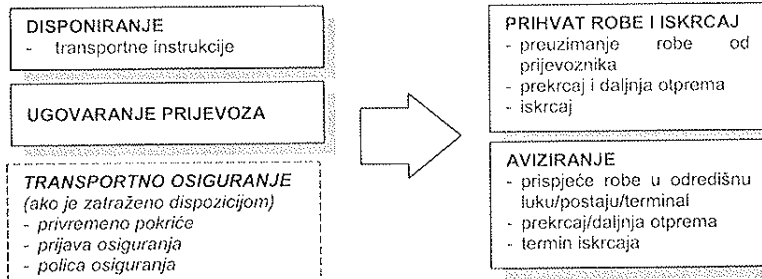 DISPONIRANJE
- transportne instrukcije
UGOVARANJE PRIJEVOZA
TRANSPORTNO OSIGURANJE
(ako je zatraženo dispozicijom)
- privremeno pokriće
- prijava osiguranja
- polica osiguranja
PRIHVAT ROBE I ISKRCAJ
- preuzimanje robe od
prijevoznika
- prekrcaj i daljnja otprema
- iskrcaj
AVIZIRANJE
- prispjeće robe u odredišnu
luku/postaju/terminal
- prekrcaj/daljnja otprema
- termin iskrcaja